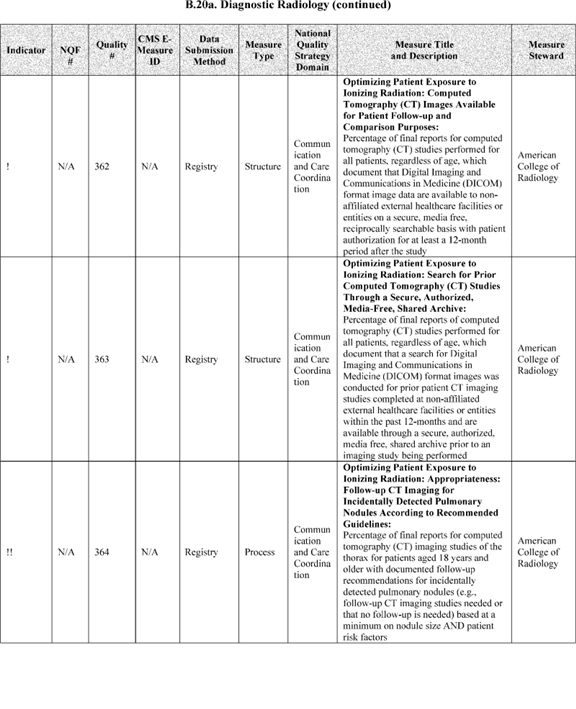 B.20a. Diagnostic Radiology (continued)
Indicator
NQF
#
Quality
#
CMS E-
Measure
ID
Data
Submission
Method
Measure
Type
National
Quality
Strategy
Domain
Measure Title
and Description
Measure
Steward
!
N/A
362
N/A
Registry
Structure
Commun
ication
and Care
Coordina
tion
Optimizing Patient Exposure to
Ionizing Radiation: Computed
Tomography (CT) Images Available
for Patient Follow-up and
Comparison Purposes:
Percentage of final reports for computed
tomography (CT) studies performed for
all patients, regardless of age, which
document that Digital Imaging and
Communications in Medicine (DICOM)
format image data are available to non-
affiliated external healthcare facilities or
entities on a secure, media free,
reciprocally searchable basis with patient
authorization for at least a 12-month
period after the study
American
College of
Radiology
!
N/A
363
N/A
Registry
Structure
Commun
ication
and Care
Coordina
tion
Optimizing Patient Exposure to
Ionizing Radiation: Search for Prior
Computed Tomography (CT) Studies
Through a Secure, Authorized,
Media-Free, Shared Archive:
Percentage of final reports of computed
tomography (CT) studies performed for
all patients, regardless of age, which
document that a search for Digital
Imaging and Communications in
Medicine (DICOM) format images was
conducted for prior patient CT imaging
studies completed at non-affiliated
external healthcare facilities or entities
within the past 12-months and are
available through a secure, authorized,
media free, shared archive prior to an
imaging study being performed
American
College of
Radiology
!!
N/A
364
N/A
Registry
Process
Commun
ication
and Care
Coordina
tion
Optimizing Patient Exposure to
Ionizing Radiation: Appropriateness:
Follow-up CT Imaging for
Incidentally Detected Pulmonary
Nodules According to Recommended
Guidelines:
Percentage of final reports for computed
tomography (CT) imaging studies of the
thorax for patients aged 18 years and
older with documented follow-up
recommendations for incidentally
detected pulmonary nodules (e.g.,
follow-up CT imaging studies needed or
that no follow-up is needed) based at a
minimum on nodule size AND patient
risk factors
American
College of
Radiology